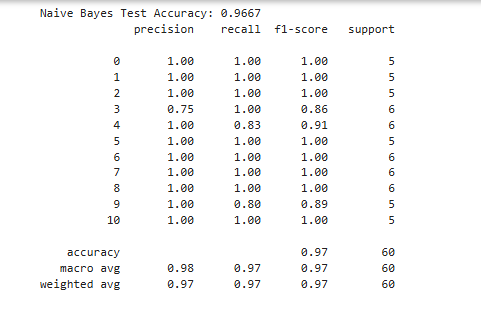 Naive Bayes Test Accuracy: 0.9667
precision recall f1-score support
0 1.00 1.00 1.00 5
1 1.00 1.00 1.00 5
2 1.00 1.00 1.00 5
3 0.75 1.00 0.86 6
4 1.00 0.83 0.91 6
5 1.00 1.00 1.00 5
6 1.00 1.00 1.00 6
7 1.00 1.00 1.00 6
8 1.00 1.00 1.00 6
9 1.00 0.80 0.89 5
10 1.00 1.00 1.00 5
accuracy 0.97 60
macro avg 0.98 0.97 0.97 60
weighted avg 0.97 0.97 0.97 60